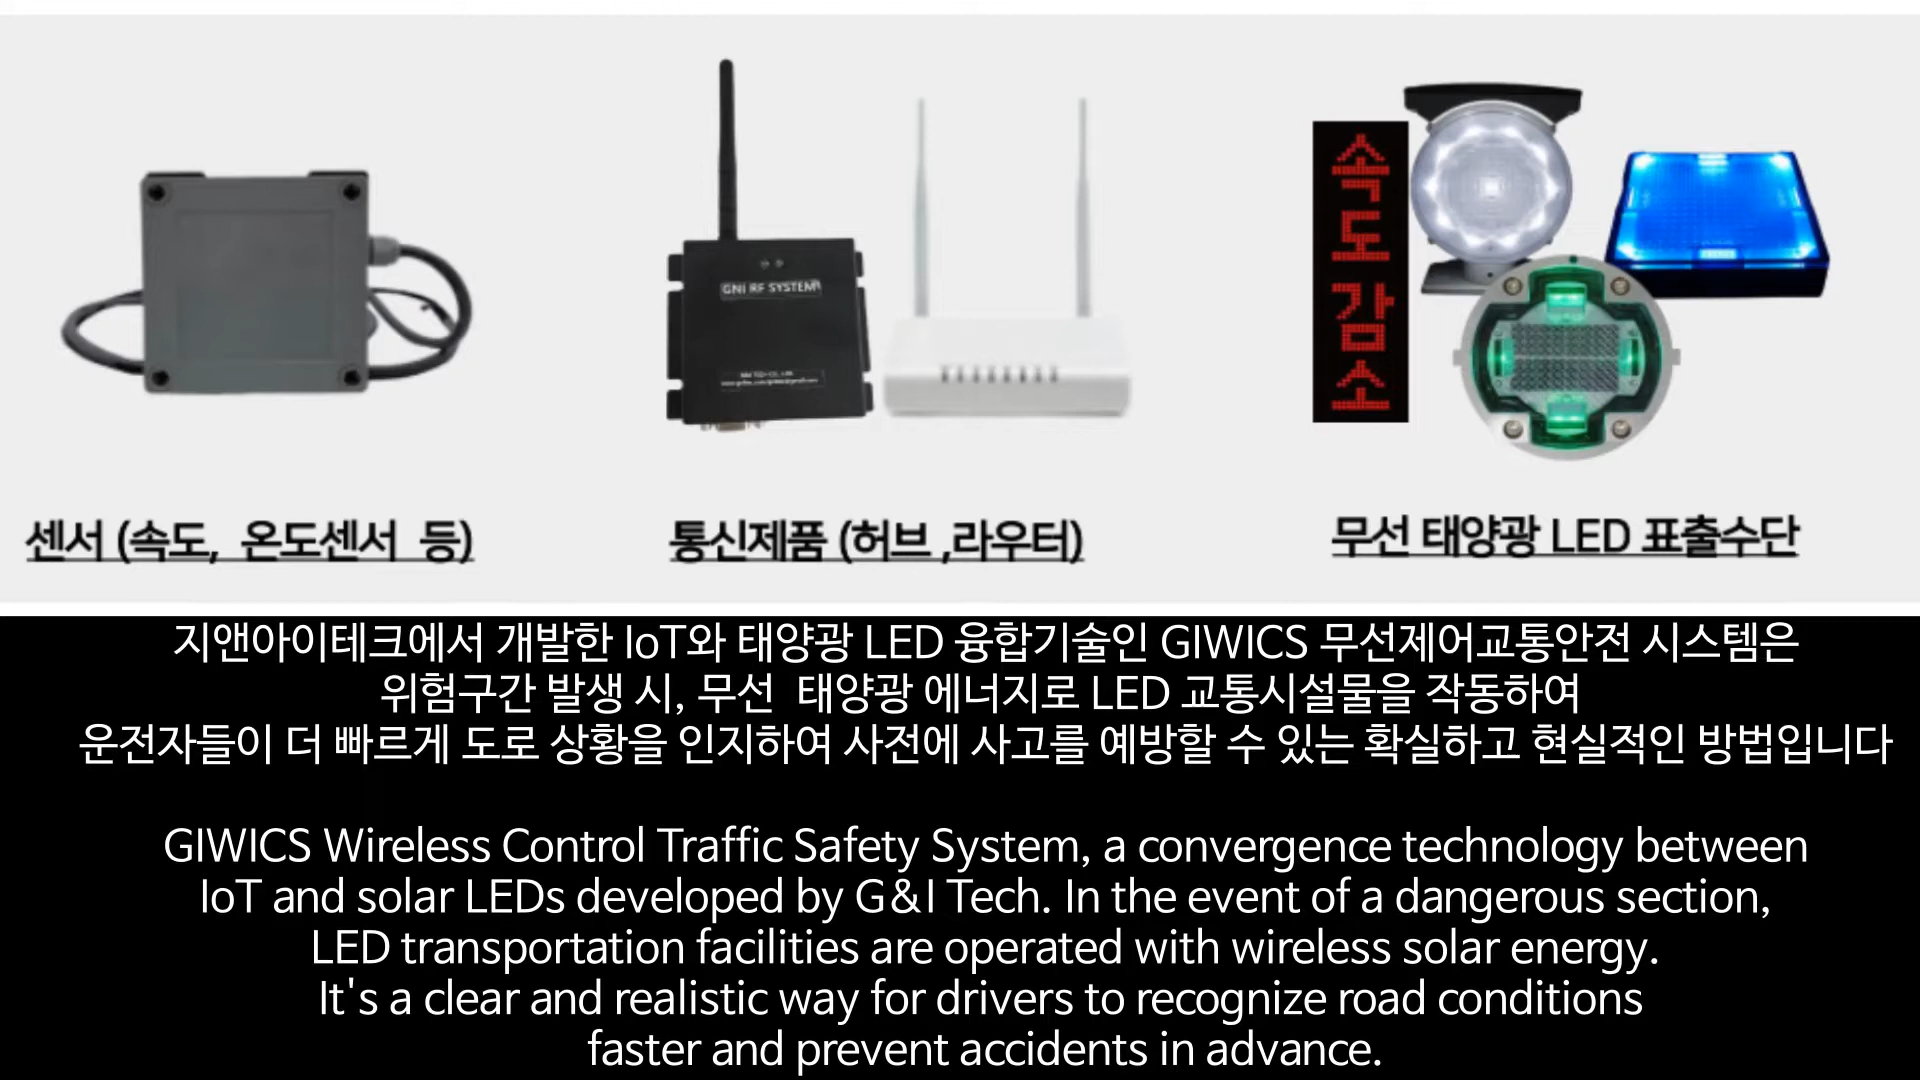 GNI RF SYSTEM
속도감소
센서 (속도, 온도센서 등)
통신제품 (허브 ,라우터)
무선 태양광 LED 표출수단
지앤아이테크에서 개발한 IoT와 태양광 LED 융합기술인 GIWICS 무선제어교통안전 시스템은
위험구간 발생 시, 무선 태양광 에너지로 LED 교통시설물을 작동하여
운전자들이 더 빠르게 도로 상황을 인지하여 사전에 사고를 예방할 수 있는 확실하고 현실적인 방법입니다
GIWICS Wireless Control Traffic Safety System, a convergence technology between
IoT and solar LEDs developed by G&I Tech. In the event of a dangerous section,
LED transportation facilities are operated with wireless solar energy.
It's a clear and realistic way for drivers to recognize road conditions
faster and prevent accidents in advance.